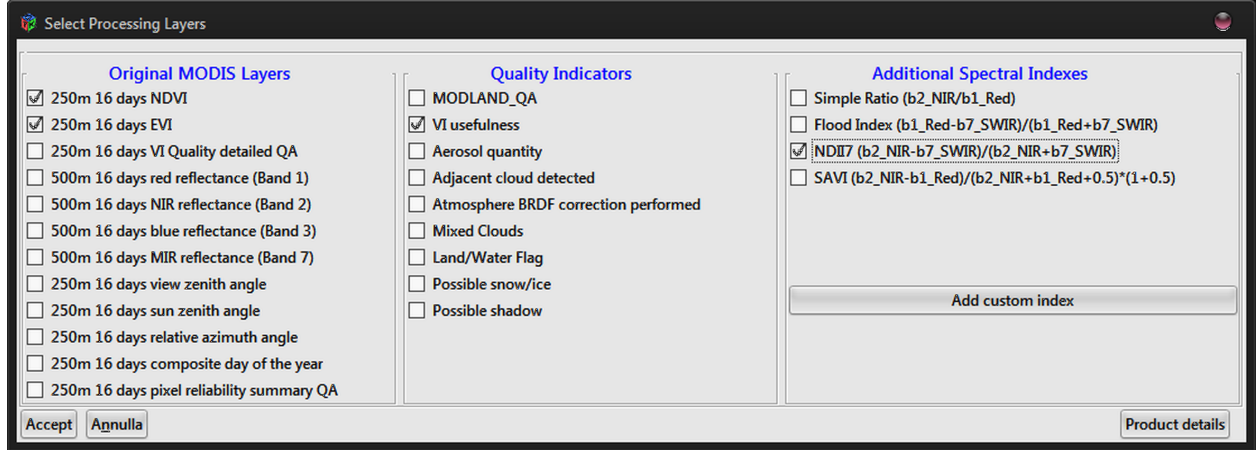 Select Processing Layers
Original MODIS Layers
250m 16 days NDVI
250m 16 days EVI
250m 16 days VI Quality detailed QA
500m 16 days red reflectance (Band 1)
500m 16 days NIR reflectance (Band 2)
500m 16 days blue reflectance (Band 3)
500m 16 days MIR reflectance (Band 7)
250m 16 days view zenith angle
250m 16 days sun zenith angle
250m 16 days relative azimuth angle
250m 16 days composite day of the year
250m 16 days pixel reliability summary QA
Quality Indicators
MODLAND_QA
VI usefulness
Aerosol quantity
Adjacent cloud detected
Atmosphere BRDF correction performed
Mixed Clouds
Land/Water Flag
Possible snow/ice
Possible shadow
Additional Spectral Indexes
Simple Ratio (b2_NIR/b1_Red)
Flood Index (b1_Red-b7_SWIR)/(b1_Red+b7_SWIR)
NDII7 (b2_NIR-b7_SWIR)/(b2_NIR+b7_SWIR)
SAVI (b2_NIR-b1_Red)/(b2_NIR+b1_Red+0.5)*(1+0.5)
Add custom index
Accept
Annulla
Product details